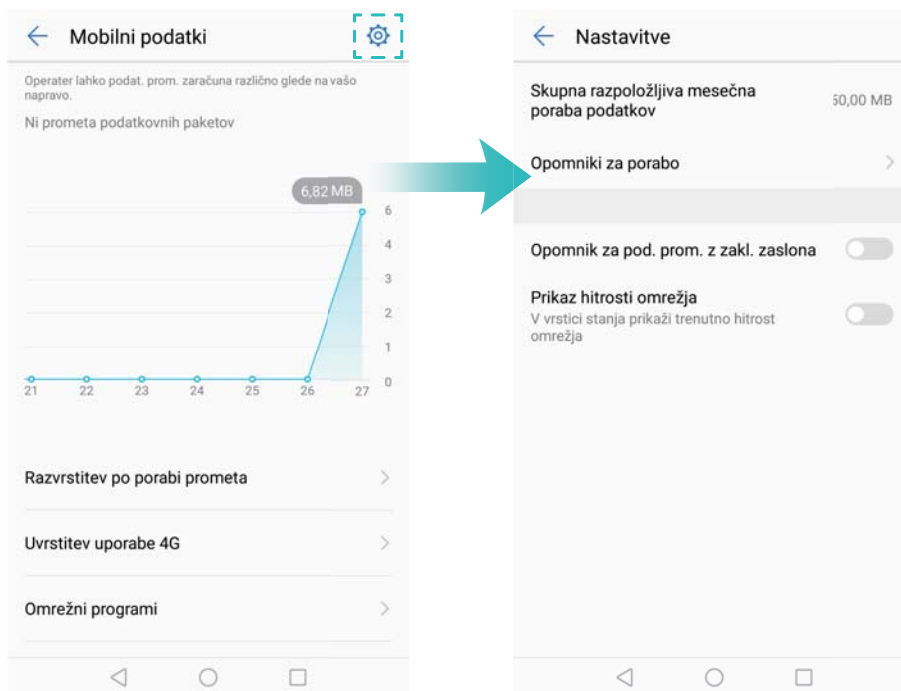 Mobilni podatki
Operater lahko podat. prom. zaračuna različno glede na vašo
napravo.
Ni prometa podatkovnih paketov
6,82 MB
6
4
3
2
1
0
21 22 23 24 25 26 27
Razvrstitev po porabi prometa
Uvrstitev uporabe 4G
Omrežni programi
Nastavitve
Skupna razpoložljiva mesečna
poraba podatkov
50,00 MB
Opomniki za porabo
Opomnik za pod. prom. z zakl. zaslona
Prikaz hitrosti omrežja
V vrstici stanja prikaži trenutno hitrost
omrežja